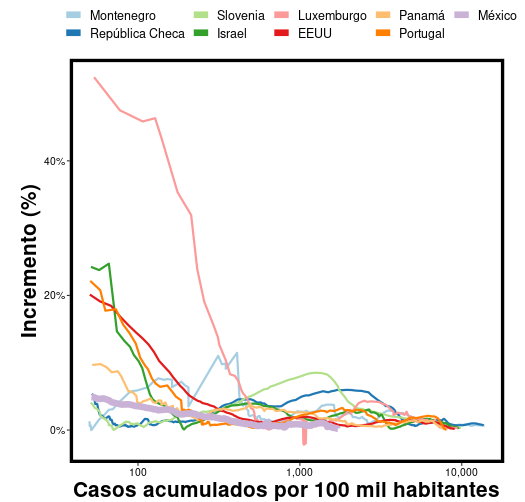 Montenegro
Slovenia
Luxemburgo
Panamá
México
República Checa
Israel
EEUU
Portugal
Incremento (%)
40%
20%
0%
100
1,000
10,000
Casos acumulados por 100 mil habitantes